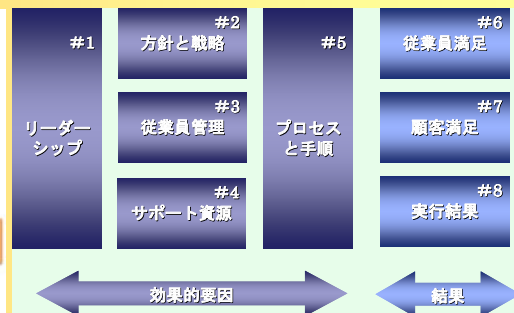 #1
リーダー
シップ
#2
方針と戦略
#3
従業員管理
#4
サポート資源
#5
プロセス
と手順
#6
従業員満足
#7
顧客満足
#8
実行結果
効果的要因
結果